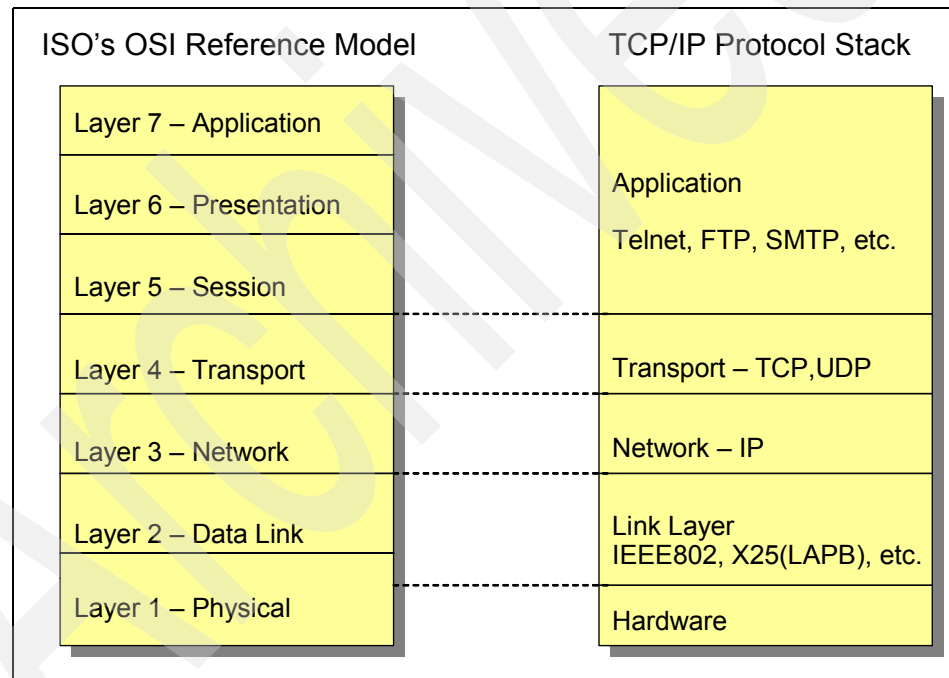 ISO's OSI Reference Model
Layer 7 – Application
Layer 6 – Presentation
Layer 5 – Session
Layer 4 – Transport
Layer 3 – Network
Layer 2 – Data Link
Layer 1 – Physical
TCP/IP Protocol Stack
Application
Telnet, FTP, SMTP, etc.
Transport – TCP,UDP
Network – IP
Link Layer
IEEE802, X25(LAPB), etc.
Hardware
Archive